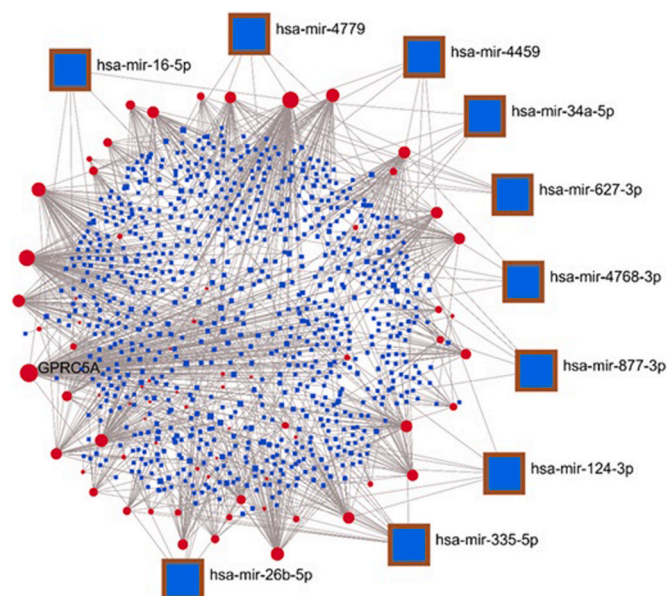 hsa-mir-4779
hsa-mir-4459
hsa-mir-16-5p
hsa-mir-34a-5p
hsa-mir-627-3p
hsa-mir-4768-3p
hsa-mir-877-3p
GPRC5A
hsa-mir-124-3p
hsa-mir-335-5p
hsa-mir-26b-5p